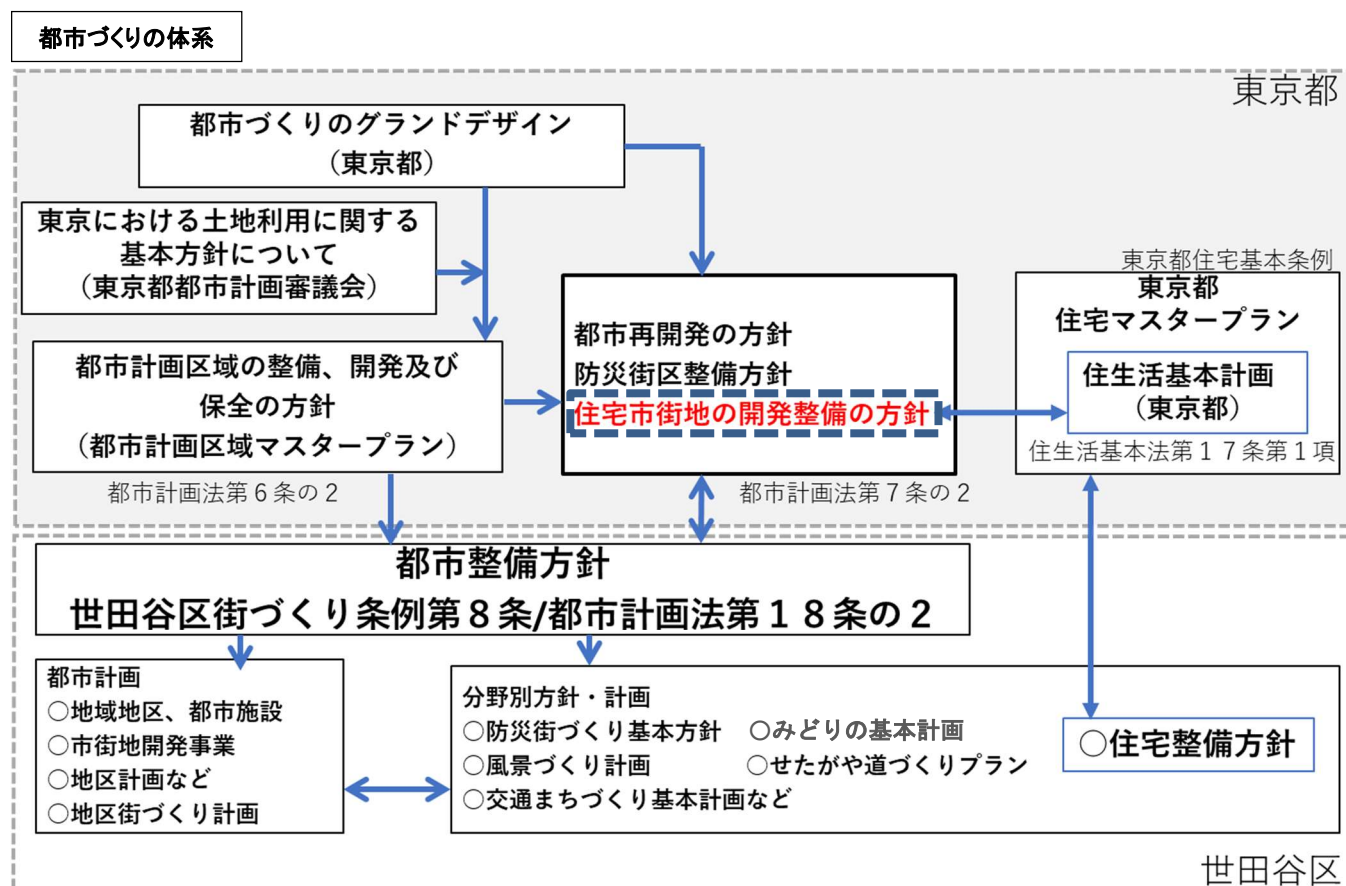 都市づくりの体系
東京都
都市づくりのグランドデザイン
（東京都）
東京における土地利用に関する
基本方針について
（東京都都市計画審議会）
都市計画区域の整備、開発及び
保全の方針
（都市計画区域マスタープラン）
都市計画法第６条の２
都市再開発の方針
防災街区整備方針
住宅市街地の開発整備の方針
都市計画法第７条の２
東京都住宅基本条例
東京都
住宅マスタープラン
住生活基本計画
（東京都）
住生活基本法第１７条第１項
都市整備方針
世田谷区街づくり条例第８条/都市計画法第１８条の２
都市計画
○地域地区、都市施設
○市街地開発事業
○地区計画など
○地区街づくり計画
分野別方針・計画
○防災街づくり基本方針　○みどりの基本計画
○風景づくり計画　○せたがや道づくりプラン
○交通まちづくり基本計画など
○住宅整備方針
世田谷区